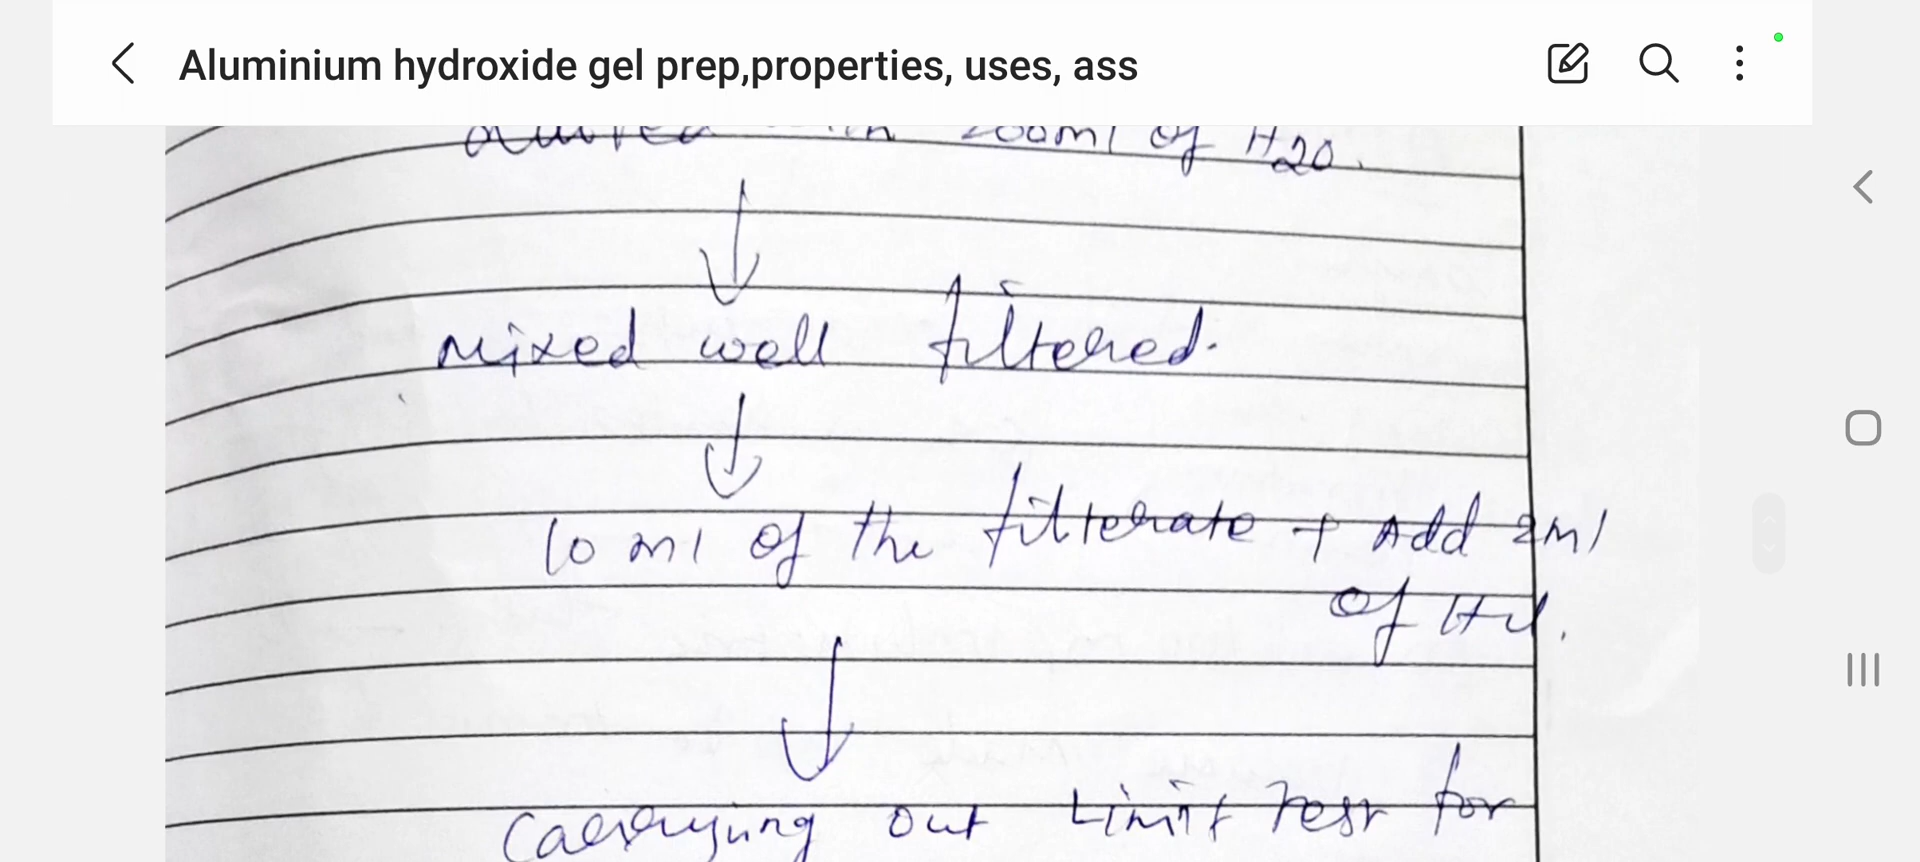 Aluminium hydroxide gel prep,properties, uses, ass
200ml of H2O.
Mixed well filtered.
10 ml of the filterate + Add 2ml
of HCl.
Carrying out Limit Test for